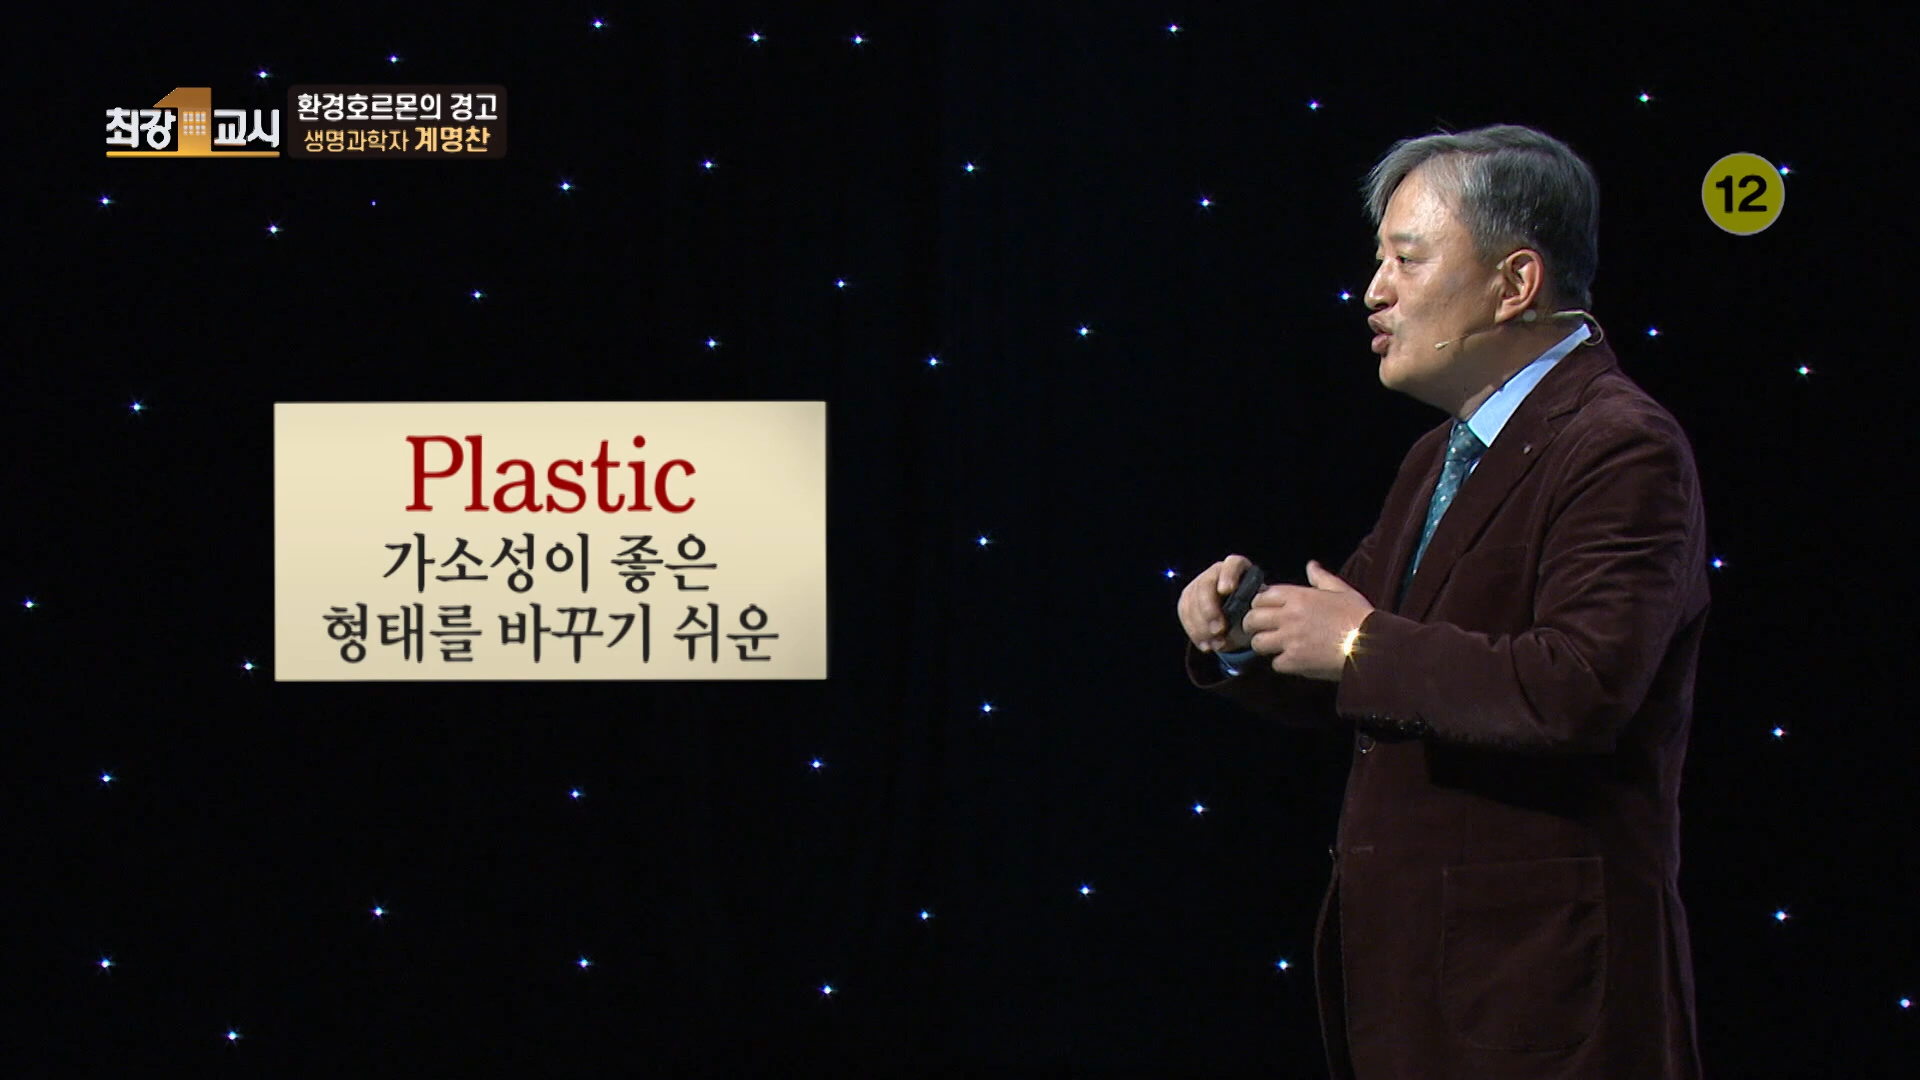 최강1교시
환경호르몬의 경고
생명과학자 계명찬
12
Plastic
가소성이 좋은
형태를 바꾸기 쉬운